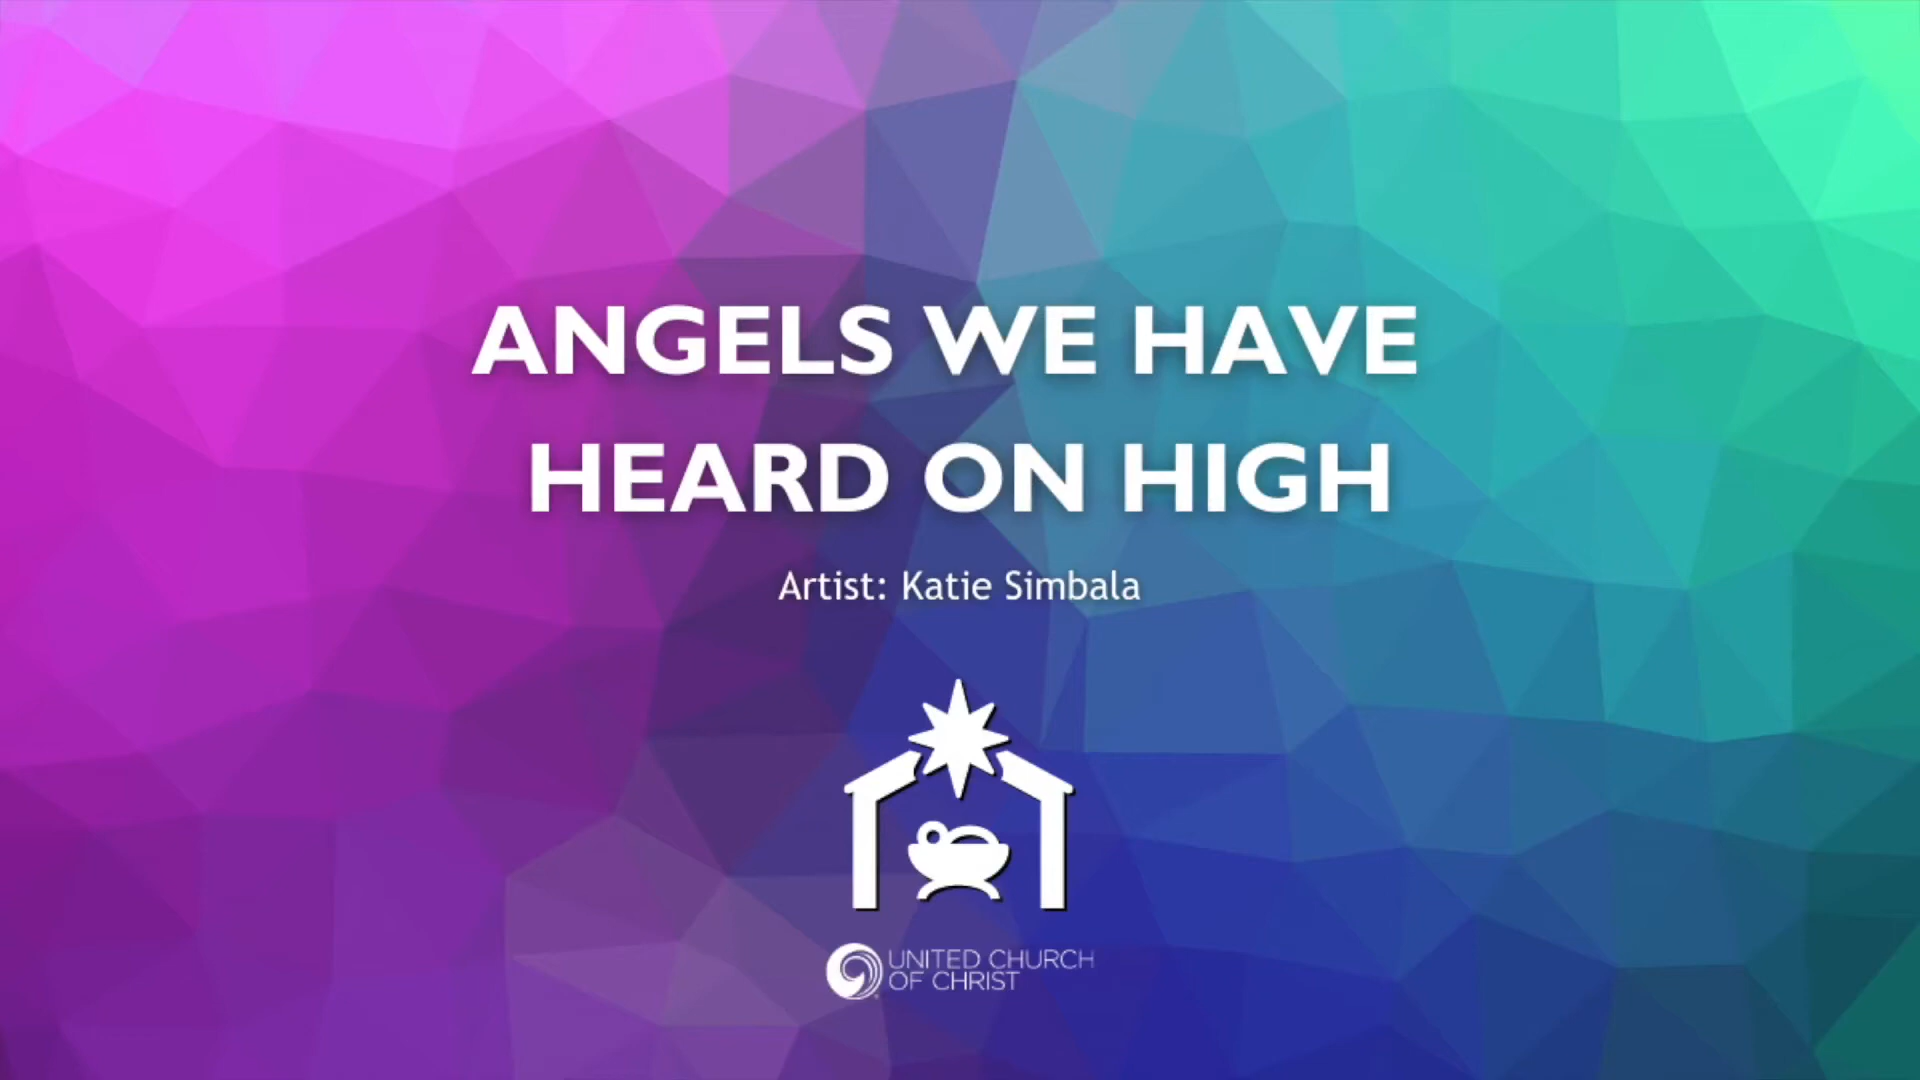 ANGELS WE HAVE
HEARD ON HIGH
Artist: Katie Simbala
UNITED CHURCH
OF CHRIST